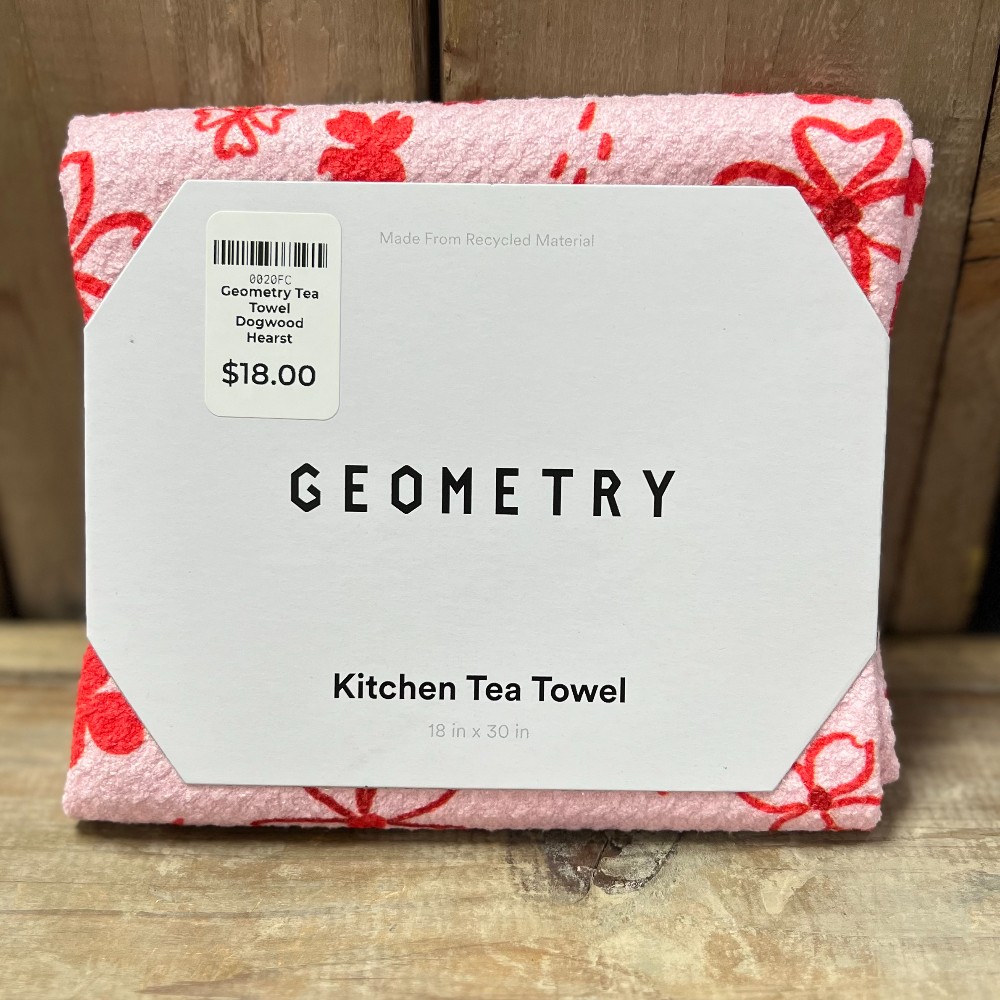 Made From Recycled Material
0020FC
Geometry Tea
Towel
Dogwood
Hearst
$18.00
GEOMETRY
Kitchen Tea Towel
18 in x 30 in